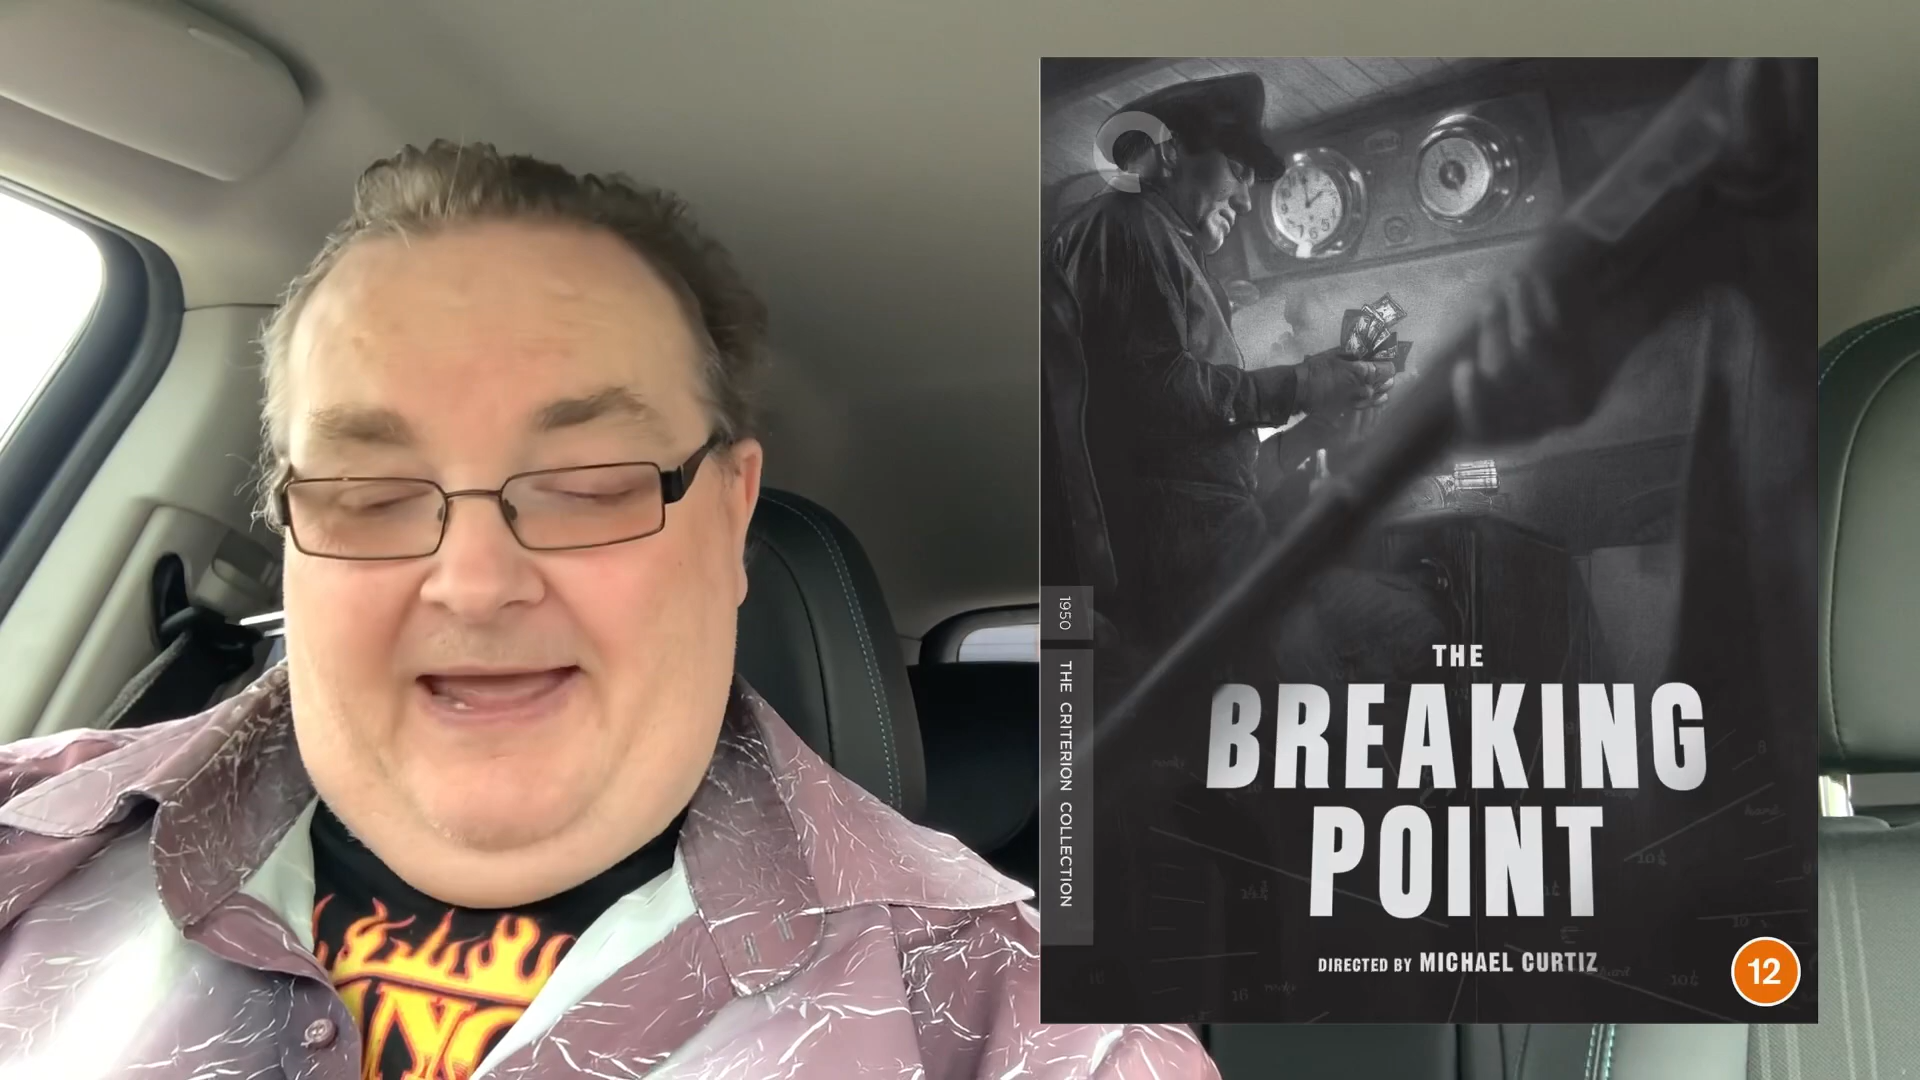 1950
THE CRITERION COLLECTION
THE
BREAKING
POINT
DIRECTED BY MICHAEL CURTIZ
12